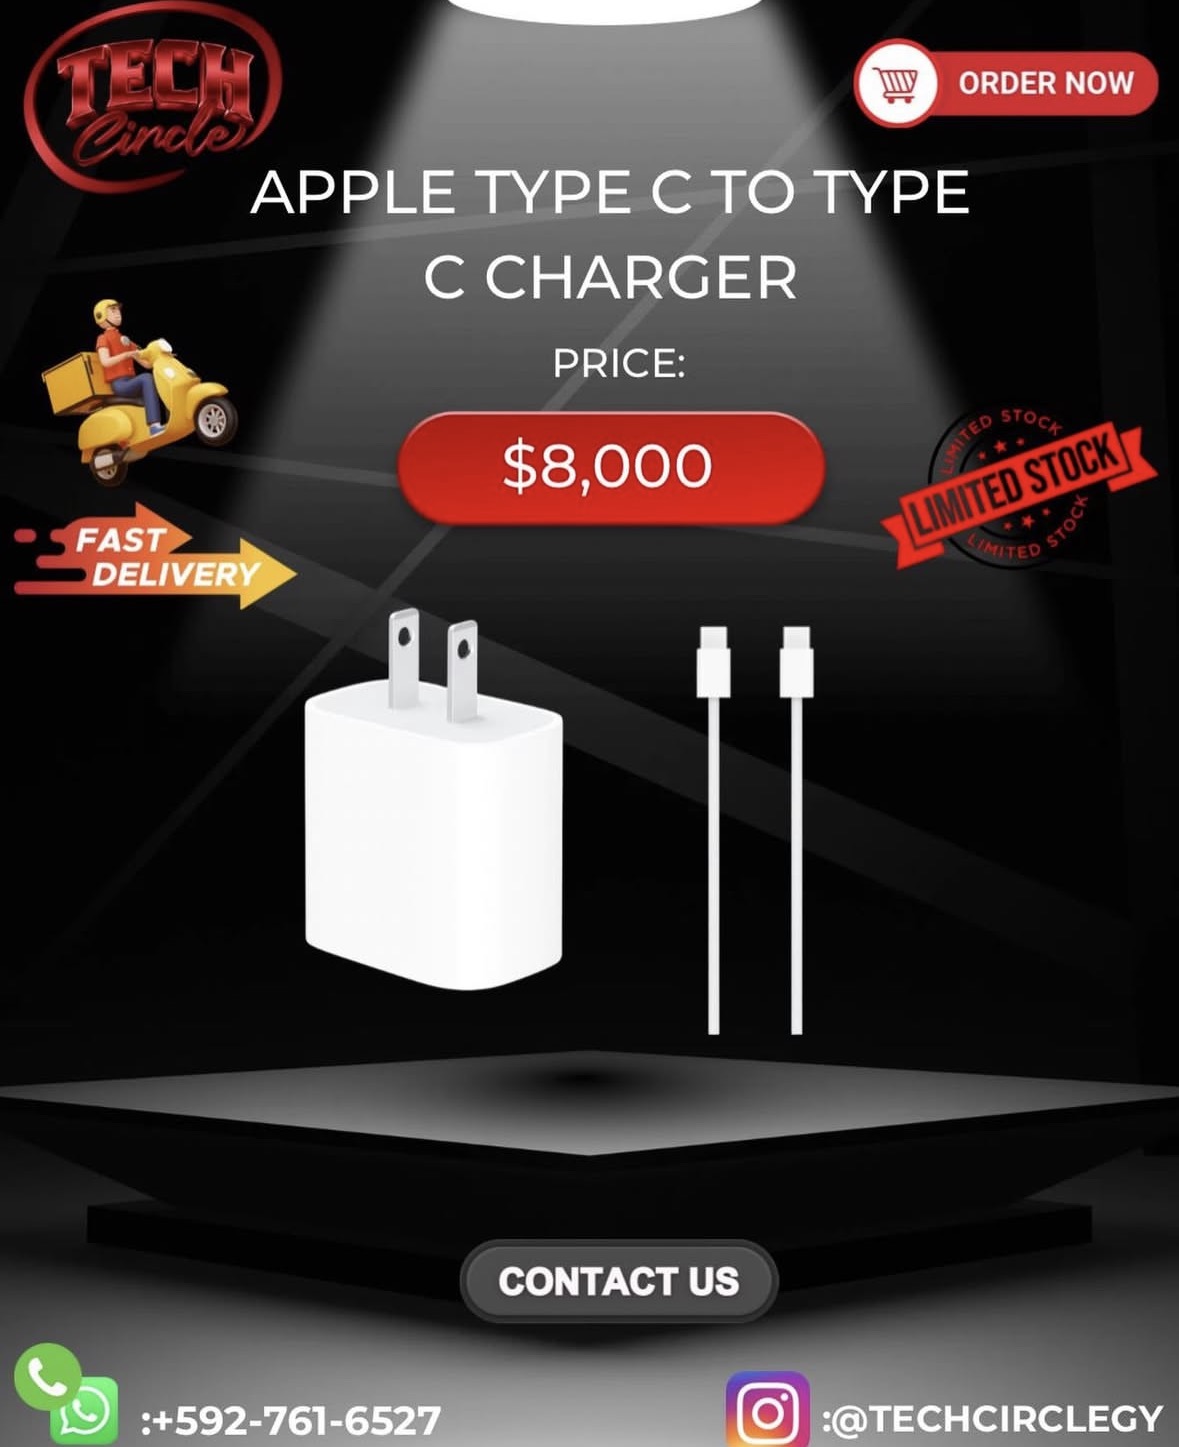 TECH
Circle
ORDER NOW
APPLE TYPE C TO TYPE
C CHARGER
PRICE:
$8,000
LIMITED STOCK
LIMITED STOCK
LIMITED STOCK
FAST
DELIVERY
CONTACT US
:+592-761-6527
:@TECHCIRCLEGY